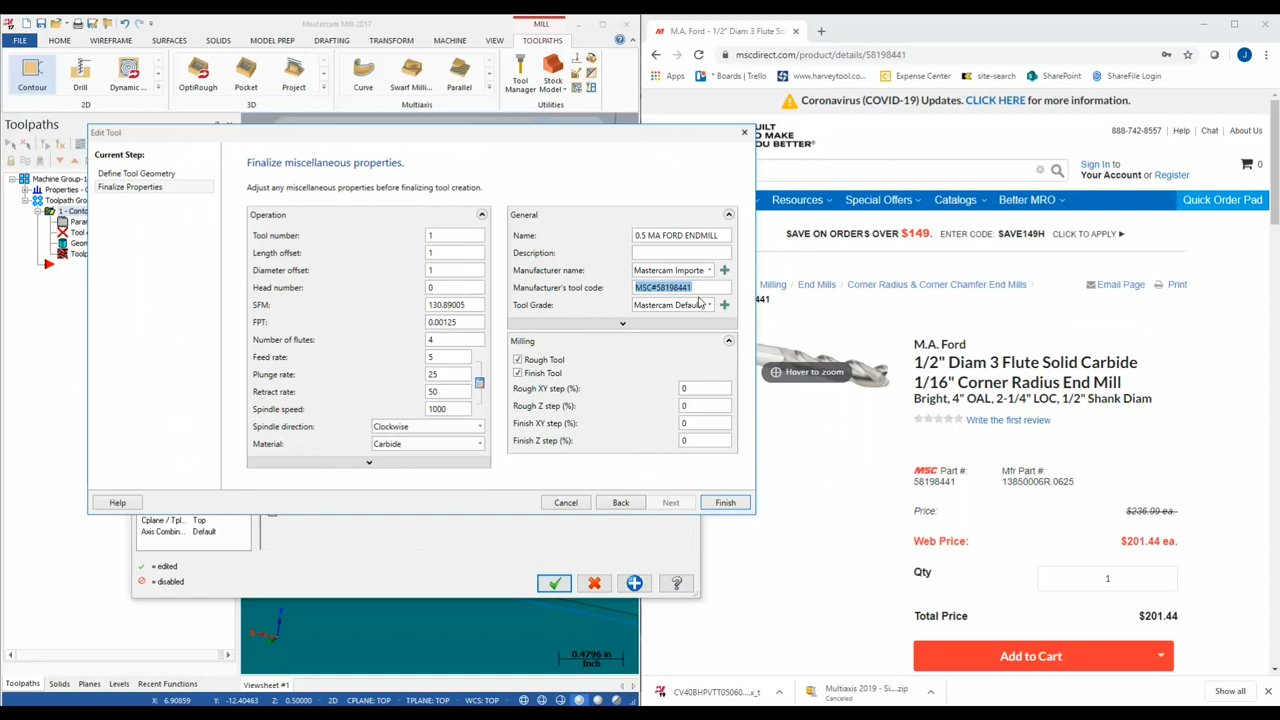 Mastercam Mill 2017
MILL
FILE HOME WIREFRAME SURFACES SOLIDS MODEL PREP DRAFTING TRANSFORM MACHINE VIEW TOOLPATHS
Contour Drill Dynamic ... OptiRough Pocket Project Curve Swarf Milli... Parallel Tool Manager Stock Model
2D 3D Multiaxis Utilities
Toolpaths
Machine Group-1
Properties -
Toolpath Grou
1 - Conto
Para
Tool
Geo
Toolp
Edit Tool
Current Step:
Define Tool Geometry
Finalize Properties
Finalize miscellaneous properties.
Adjust any miscellaneous properties before finalizing tool creation.
Operation
Tool number: 1
Length offset: 1
Diameter offset: 1
Head number: 0
SFM: 130.89005
FPT: 0.00125
Number of flutes: 4
Feed rate: 5
Plunge rate: 25
Retract rate: 50
Spindle speed: 1000
Spindle direction: Clockwise
Material: Carbide
General
Name: 0.5 MA FORD ENDMILL
Description:
Manufacturer name: Mastercam Importe
Manufacturer's tool code: MSC#58198441
Tool Grade: Mastercam Default
Milling
Rough Tool
Finish Tool
Rough XY step (%): 0
Rough Z step (%): 0
Finish XY step (%): 0
Finish Z step (%): 0
Help Cancel Back Next Finish
Cplane / Tpl... Top
Axis Combin... Default
= edited
= disabled
0.4796 in
Inch
Toolpaths Solids Planes Levels Recent Functions
Viewsheet #1
X: 6.90859 Y: -12.40463 Z: 0.50000 2D CPLANE: TOP TPLANE: TOP WCS: TOP
M.A. Ford - 1/2" Diam 3 Flute So
mscdirect.com/product/details/58198441
J
Apps * Boards | Trello www.harveytool.co... Expense Center site-search SharePoint ShareFile Login
Coronavirus (COVID-19) Updates. CLICK HERE for more information.
UILT
O MAKE
OU BETTER®
888-742-8557 Help Chat About Us
Sign In to
Your Account or Register
0
Resources Special Offers Catalogs Better MRO Quick Order Pad
SAVE ON ORDERS OVER $149. ENTER CODE: SAVE149H CLICK TO APPLY
Milling / End Mills / Corner Radius & Corner Chamfer End Mills /
441
Email Page Print
Hover to zoom
M.A. Ford
1/2" Diam 3 Flute Solid Carbide
1/16" Corner Radius End Mill
Bright, 4" OAL, 2-1/4" LOC, 1/2" Shank Diam
Write the first review
MSC Part #:
58198441
Mfr Part #:
13850006R.0625
Price: $236.99 ea.
Web Price: $201.44 ea.
Qty 1
Total Price $201.44
Add to Cart
CV40BHPVTT05060....x_t
Multiaxis 2019 - Si....zip
Canceled
Show all